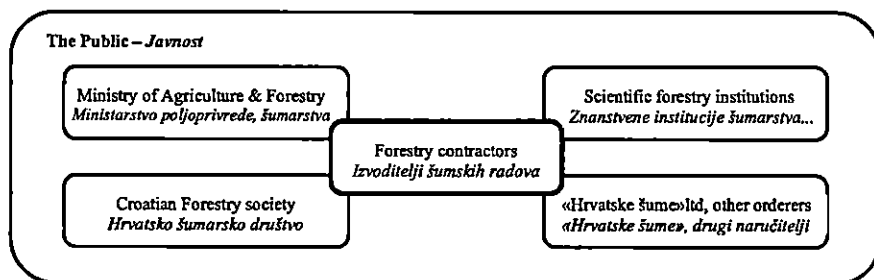 The Public – Javnost
Ministry of Agriculture & Forestry
Ministarstvo poljoprivrede, šumarstva
Scientific forestry institutions
Znanstvene institucije šumarstva...
Forestry contractors
Izvoditelji šumskih radova
Croatian Forestry society
Hrvatsko šumarsko društvo
«Hrvatske šume»ltd, other orderers
«Hrvatske šume», drugi naručitelji